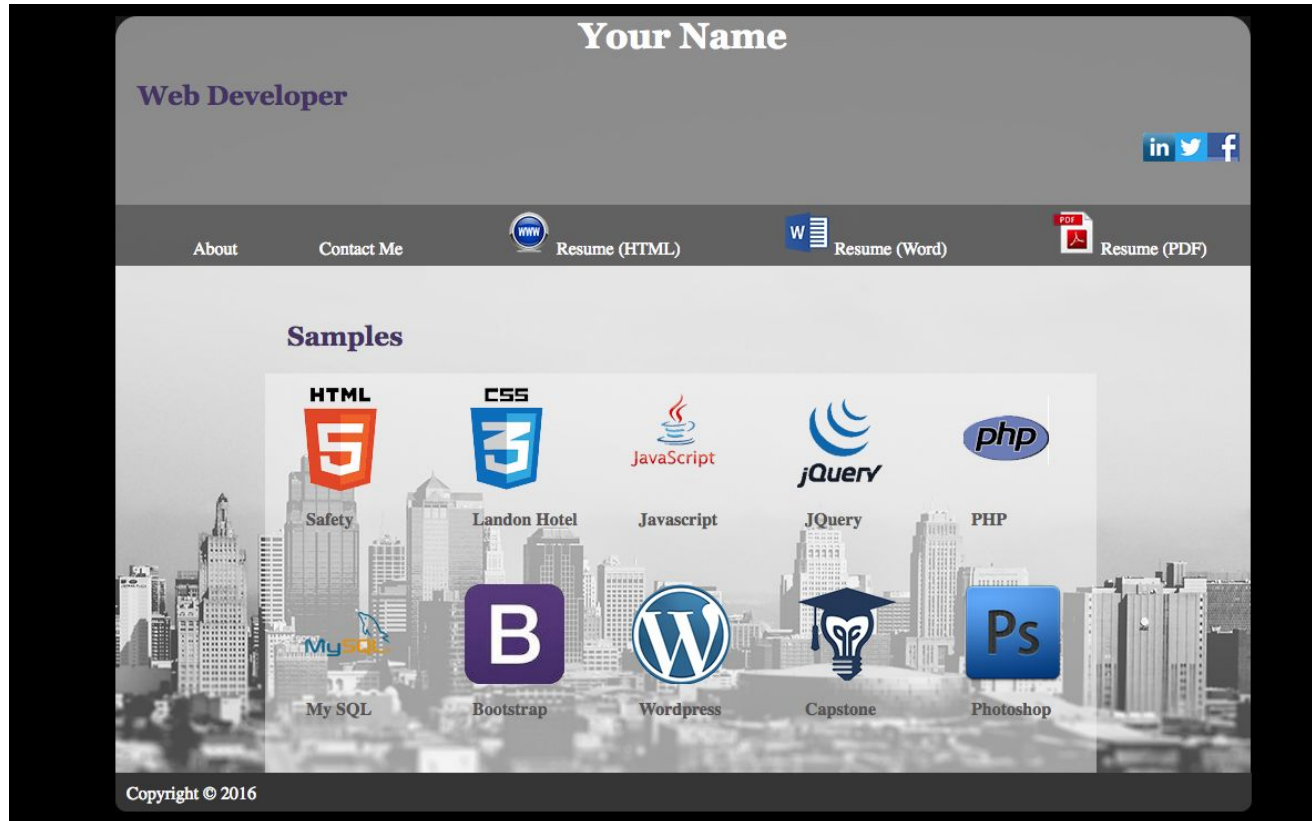 Your Name
Web Developer
in f
WWW W PDF
About Contact Me Resume (HTML) Resume (Word) Resume (PDF)
Samples
HTML CSS
5 3 JavaScript jQuery php
Safety Landon Hotel Javascript JQuery PHP
MySQL B W Ps
My SQL Bootstrap Wordpress Capstone Photoshop
Copyright © 2016